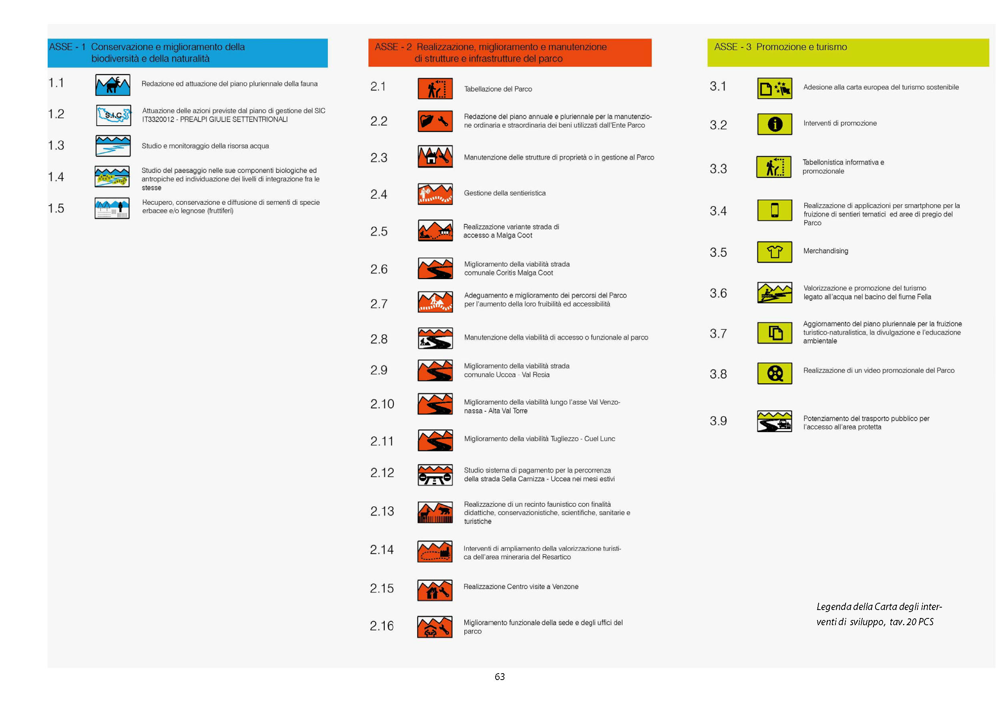 ASSE - 1 Conservazione e miglioramento della
biodiversità e della naturalità
1.1 Redazione ed attuazione del piano pluriennale della fauna
1.2 S.I.C Attuazione delle azioni previste dal piano di gestione del SIC
IT3320012 - PREALPI GIULIE SETTENTRIONALI
1.3 Studio e monitoraggio della risorsa acqua
1.4 Studio del paesaggio nelle sue componenti biologiche ed
antropiche ed individuazione dei livelli di integrazione fra le
stesse
1.5 Recupero, conservazione e diffusione di sementi di specie
erbacee e/o legnose (fruttiferi)
ASSE - 2 Realizzazione, miglioramento e manutenzione
di strutture e infrastrutture del parco
2.1 Tabellazione del Parco
2.2 Redazione del piano annuale e pluriennale per la manutenzio-
ne ordinaria e straordinaria dei beni utilizzati dall'Ente Parco
2.3 Manutenzione delle strutture di proprietà o in gestione al Parco
2.4 Gestione della sentieristica
2.5 Realizzazione variante strada di
accesso a Malga Coot
2.6 Miglioramento della viabilità strada
comunale Coritis Malga Coot
2.7 Adeguamento e miglioramento dei percorsi del Parco
per l'aumento della loro fruibilità ed accessibilità
2.8 Manutenzione della viabilità di accesso o funzionale al parco
2.9 Miglioramento della viabilità strada
comunale Uccea - Val Resia
2.10 Miglioramento della viabilità lungo l'asse Val Venzo-
nassa - Alta Val Torre
2.11 Miglioramento della viabilità Tugliezzo - Cuel Lunc
2.12 Studio sistema di pagamento per la percorrenza
della strada Sella Carnizza - Uccea nei mesi estivi
2.13 Realizzazione di un recinto faunistico con finalità
didattiche, conservazionistiche, scientifiche, sanitarie e
turistiche
2.14 Interventi di ampliamento della valorizzazione turisti-
ca dell'area mineraria del Resartico
2.15 Realizzazione Centro visite a Venzone
2.16 Miglioramento funzionale della sede e degli uffici del
parco
ASSE - 3 Promozione e turismo
3.1 Adesione alla carta europea del turismo sostenibile
3.2 Interventi di promozione
3.3 Tabellonistica informativa e
promozionale
3.4 Realizzazione di applicazioni per smartphone per la
fruizione di sentieri tematici ed aree di pregio del
Parco
3.5 Merchandising
3.6 Valorizzazione e promozione del turismo
legato all'acqua nel bacino del fiume Fella
3.7 Aggiornamento del piano pluriennale per la fruizione
turistico-naturalistica, la divulgazione e l'educazione
ambientale
3.8 Realizzazione di un video promozionale del Parco
3.9 Potenziamento del trasporto pubblico per
l'accesso all'area protetta
Legenda della Carta degli inter-
venti di sviluppo, tav. 20 PCS
63